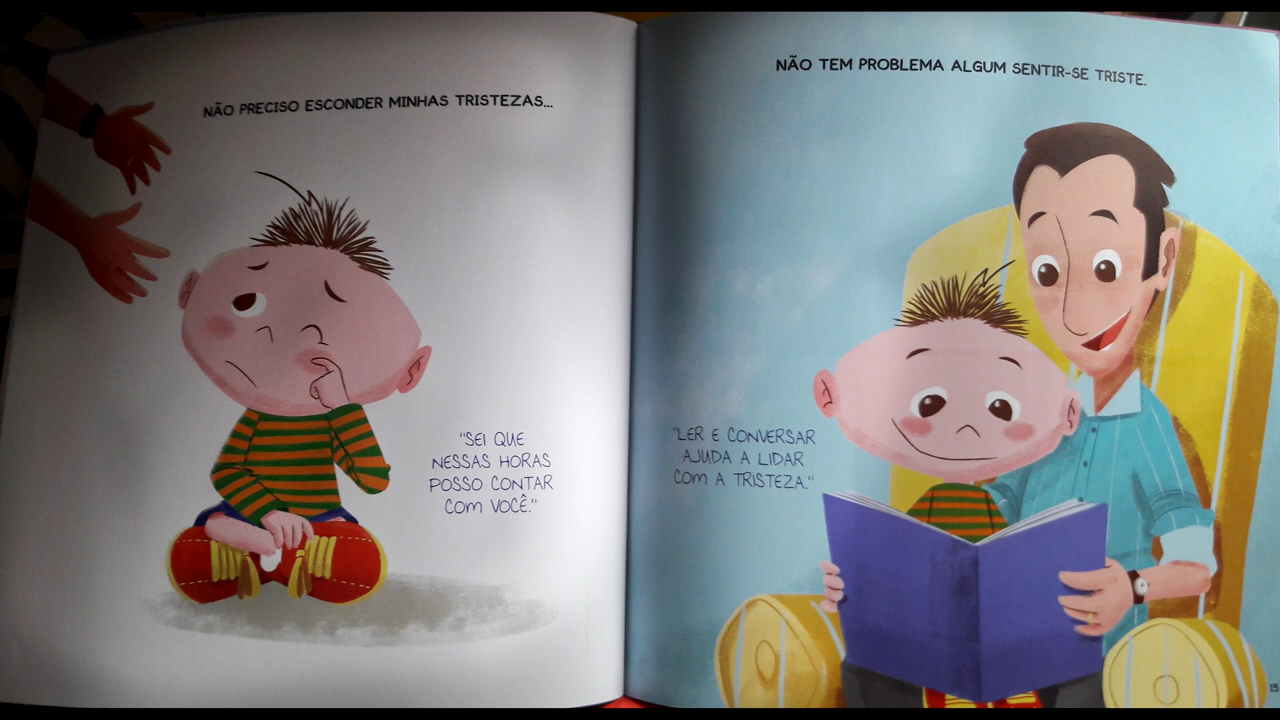 NÃO PRECISO ESCONDER MINHAS TRISTEZAS...
"SEI QUE
NESSAS HORAS
POSSO CONTAR
COM VOCÊ."
NÃO TEM PROBLEMA ALGUM SENTIR-SE TRISTE.
"LER E CONVERSAR
AJUDA A LIDAR
COM A TRISTEZA."
15